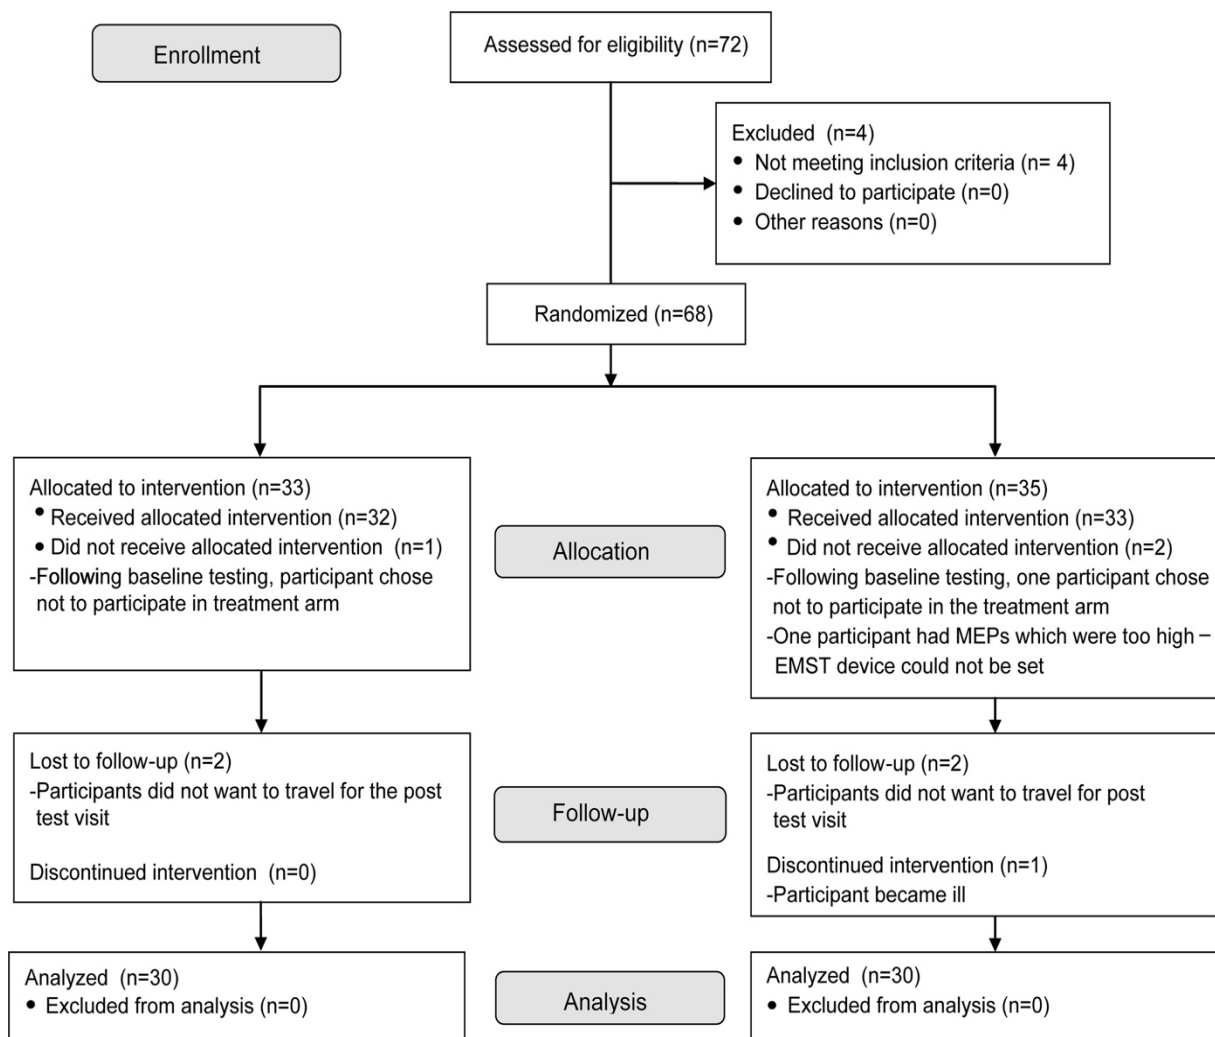 Enrollment
Assessed for eligibility (n=72)
Excluded (n=4)
• Not meeting inclusion criteria (n= 4)
• Declined to participate (n=0)
• Other reasons (n=0)
Randomized (n=68)
Allocated to intervention (n=33)
• Received allocated intervention (n=32)
• Did not receive allocated intervention (n=1)
-Following baseline testing, participant chose
not to participate in treatment arm
Allocation
Allocated to intervention (n=35)
• Received allocated intervention (n=33)
• Did not receive allocated intervention (n=2)
-Following baseline testing, one participant chose
not to participate in the treatment arm
-One participant had MEPs which were too high–
EMST device could not be set
Lost to follow-up (n=2)
-Participants did not want to travel for the post
test visit
Discontinued intervention (n=0)
Follow-up
Lost to follow-up (n=2)
-Participants did not want to travel for post
test visit
Discontinued intervention (n=1)
-Participant became ill
Analyzed (n=30)
• Excluded from analysis (n=0)
Analysis
Analyzed (n=30)
• Excluded from analysis (n=0)